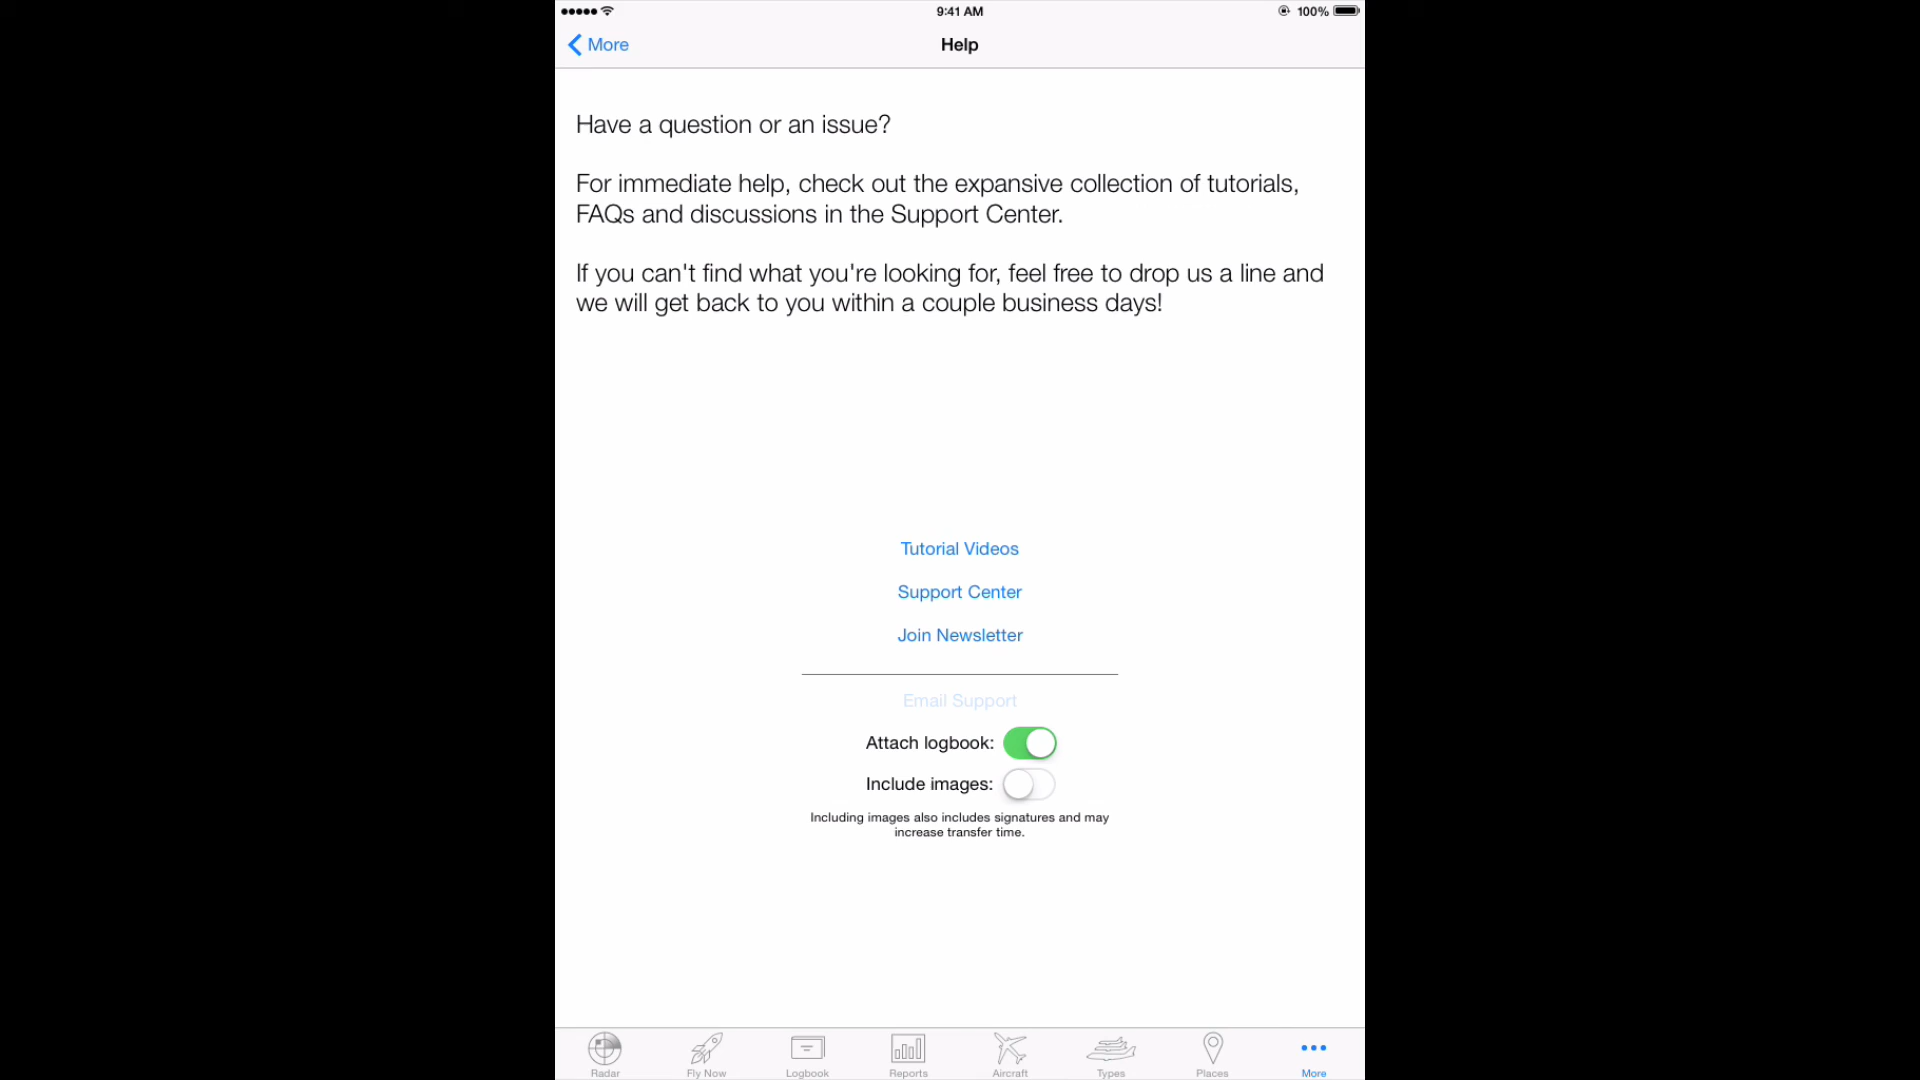 9:41 AM
100%
More
Help
Have a question or an issue?
For immediate help, check out the expansive collection of tutorials,
FAQs and discussions in the Support Center.
If you can't find what you're looking for, feel free to drop us a line and
we will get back to you within a couple business days!
Tutorial Videos
Support Center
Join Newsletter
Email Support
Attach logbook:
Include images:
Including images also includes signatures and may
increase transfer time.
Radar
Fly Now
Logbook
Reports
Aircraft
Types
Places
More